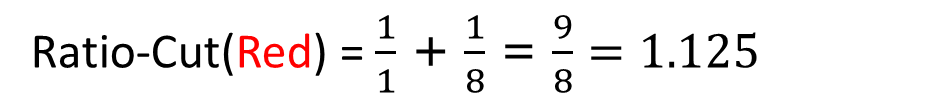 Ratio-Cut(Red) = 1/1 + 1/8 = 9/8 = 1.125